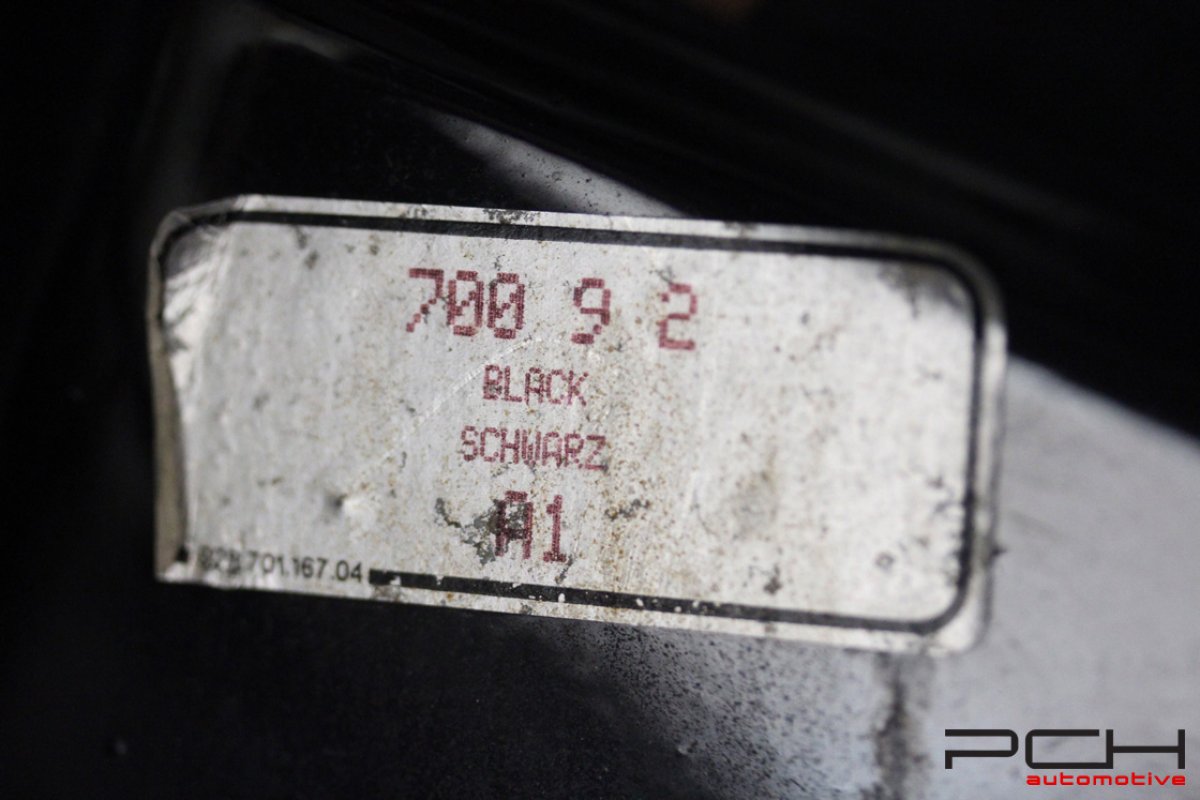 700 9 2
BLACK
SCHWARZ
A1
701.167.04
PCH
automotive